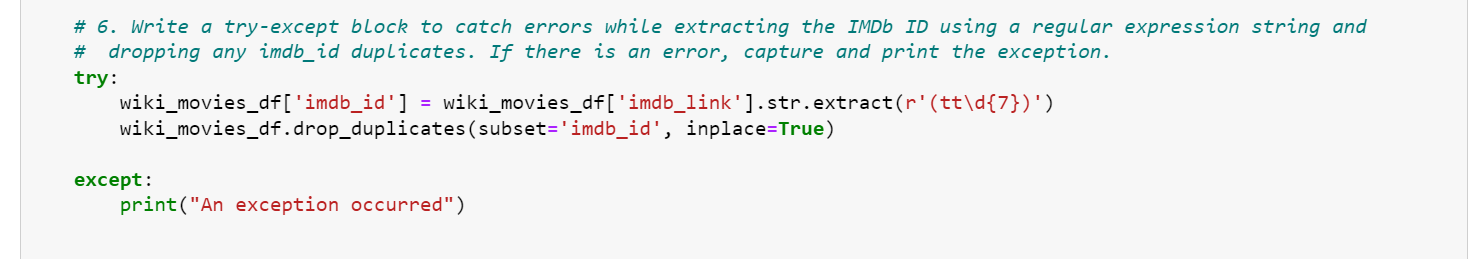 # 6. Write a try-except block to catch errors while extracting the IMDb ID using a regular expression string and
#  dropping any imdb_id duplicates. If there is an error, capture and print the exception.
try:
    wiki_movies_df['imdb_id'] = wiki_movies_df['imdb_link'].str.extract(r'(tt\d{7})')
    wiki_movies_df.drop_duplicates(subset='imdb_id', inplace=True)
except:
    print("An exception occurred")